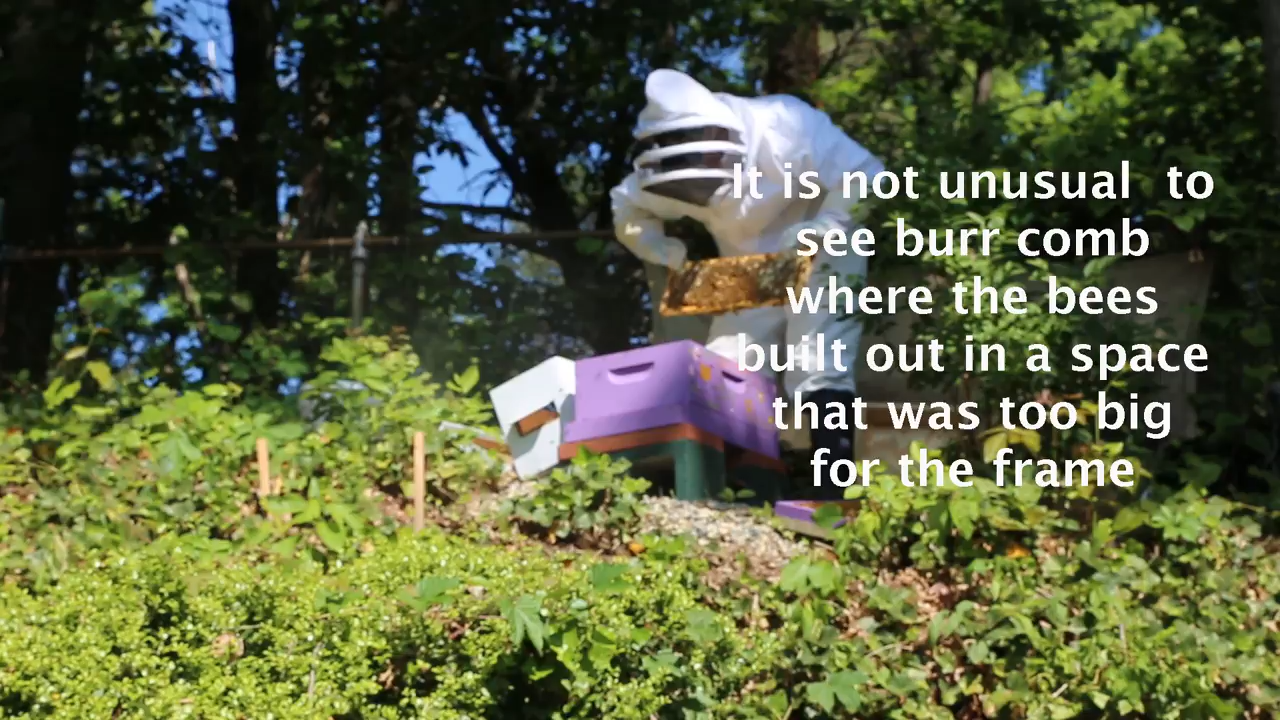 It is not unusual  to
see burr comb
where the bees
built out in a space
that was too big
for the frame